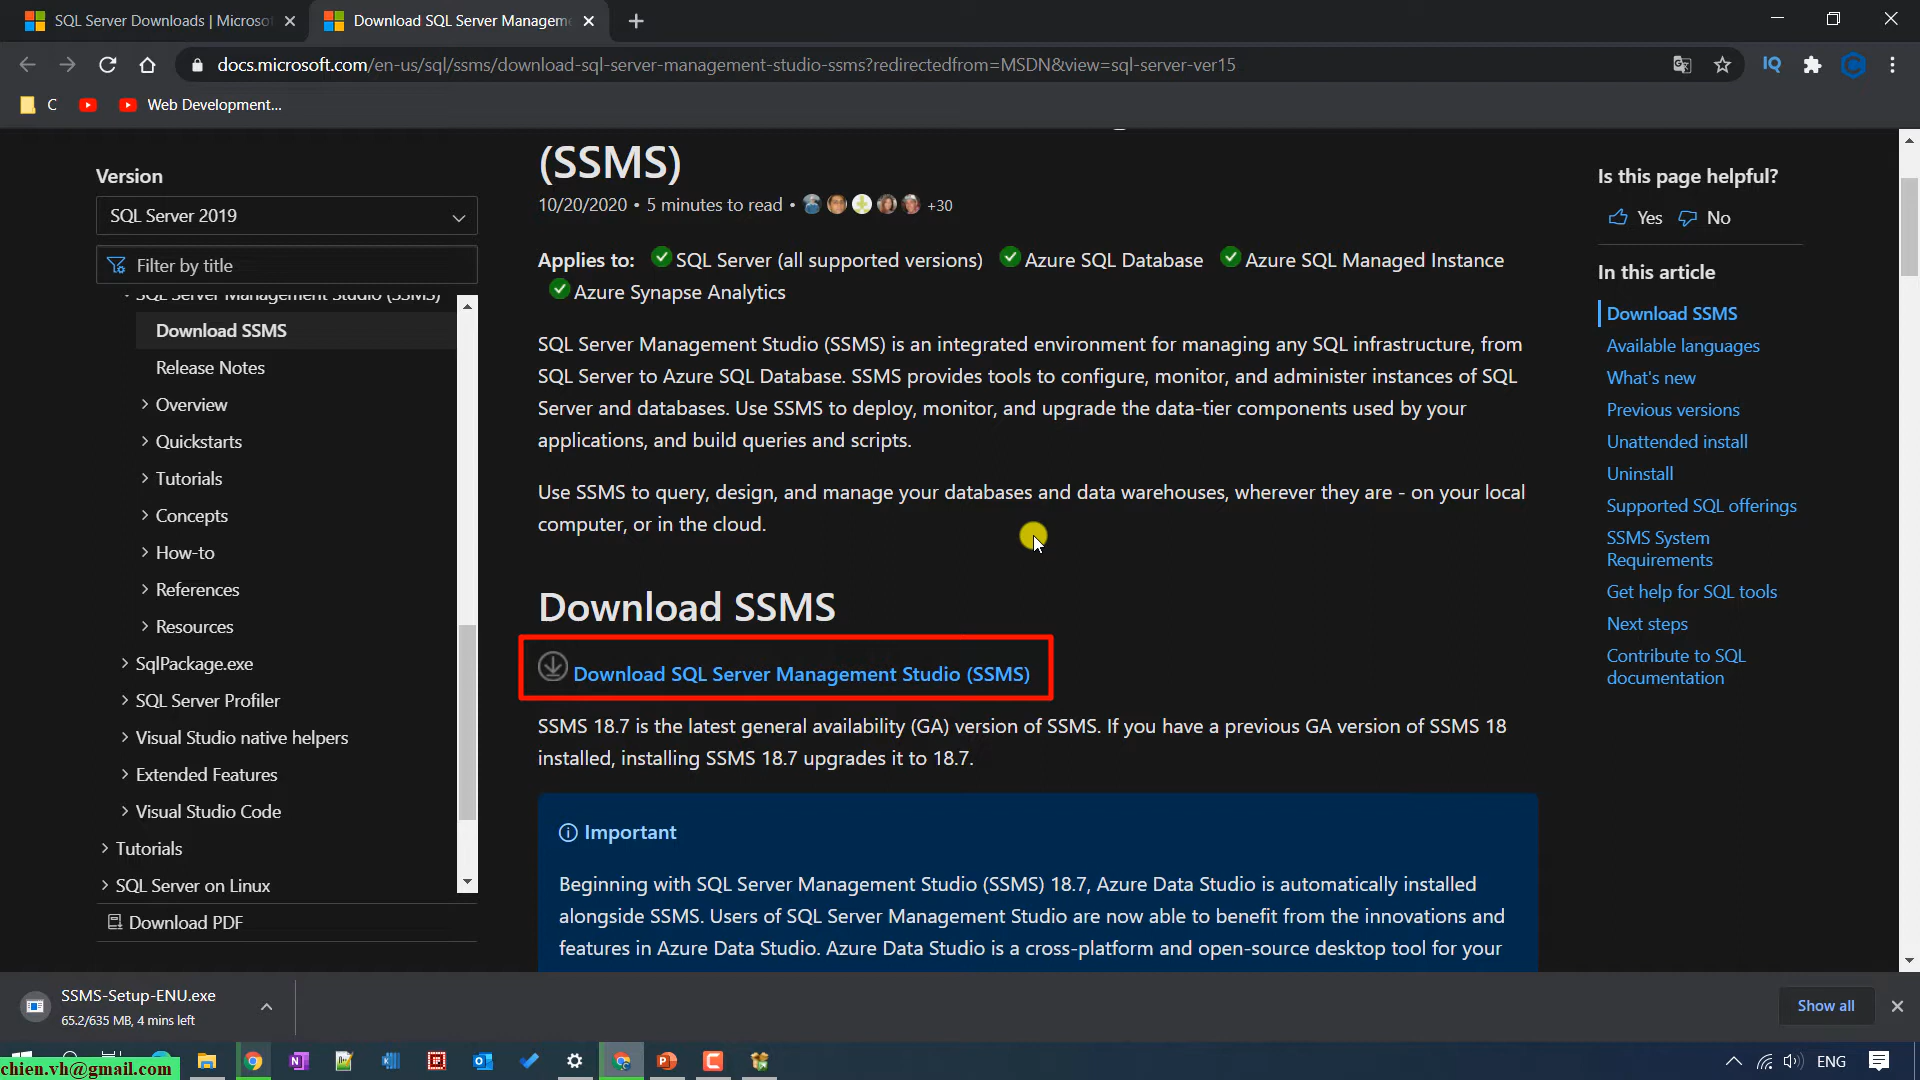 SQL Server Downloads | Microso
Download SQL Server Managem
docs.microsoft.com/en-us/sql/ssms/download-sql-server-management-studio-ssms?redirectedfrom=MSDN&view=sql-server-ver15
IQ
C
C
Web Development...
Version
SQL Server 2019
Filter by title
SQL Server Management Studio (SSMS)
Download SSMS
Release Notes
Overview
Quickstarts
Tutorials
Concepts
How-to
References
Resources
SqlPackage.exe
SQL Server Profiler
Visual Studio native helpers
Extended Features
Visual Studio Code
Tutorials
SQL Server on Linux
Download PDF
(SSMS)
10/20/2020 • 5 minutes to read • +30
Applies to: SQL Server (all supported versions) Azure SQL Database Azure SQL Managed Instance
Azure Synapse Analytics
SQL Server Management Studio (SSMS) is an integrated environment for managing any SQL infrastructure, from
SQL Server to Azure SQL Database. SSMS provides tools to configure, monitor, and administer instances of SQL
Server and databases. Use SSMS to deploy, monitor, and upgrade the data-tier components used by your
applications, and build queries and scripts.
Use SSMS to query, design, and manage your databases and data warehouses, wherever they are - on your local
computer, or in the cloud.
Download SSMS
Download SQL Server Management Studio (SSMS)
SSMS 18.7 is the latest general availability (GA) version of SSMS. If you have a previous GA version of SSMS 18
installed, installing SSMS 18.7 upgrades it to 18.7.
Important
Beginning with SQL Server Management Studio (SSMS) 18.7, Azure Data Studio is automatically installed
alongside SSMS. Users of SQL Server Management Studio are now able to benefit from the innovations and
features in Azure Data Studio. Azure Data Studio is a cross-platform and open-source desktop tool for your
Is this page helpful?
Yes No
In this article
Download SSMS
Available languages
What's new
Previous versions
Unattended install
Uninstall
Supported SQL offerings
SSMS System
Requirements
Get help for SQL tools
Next steps
Contribute to SQL
documentation
SSMS-Setup-ENU.exe
65.2/635 MB, 4 mins left
Show all
chien.vh@gmail.com
ENG